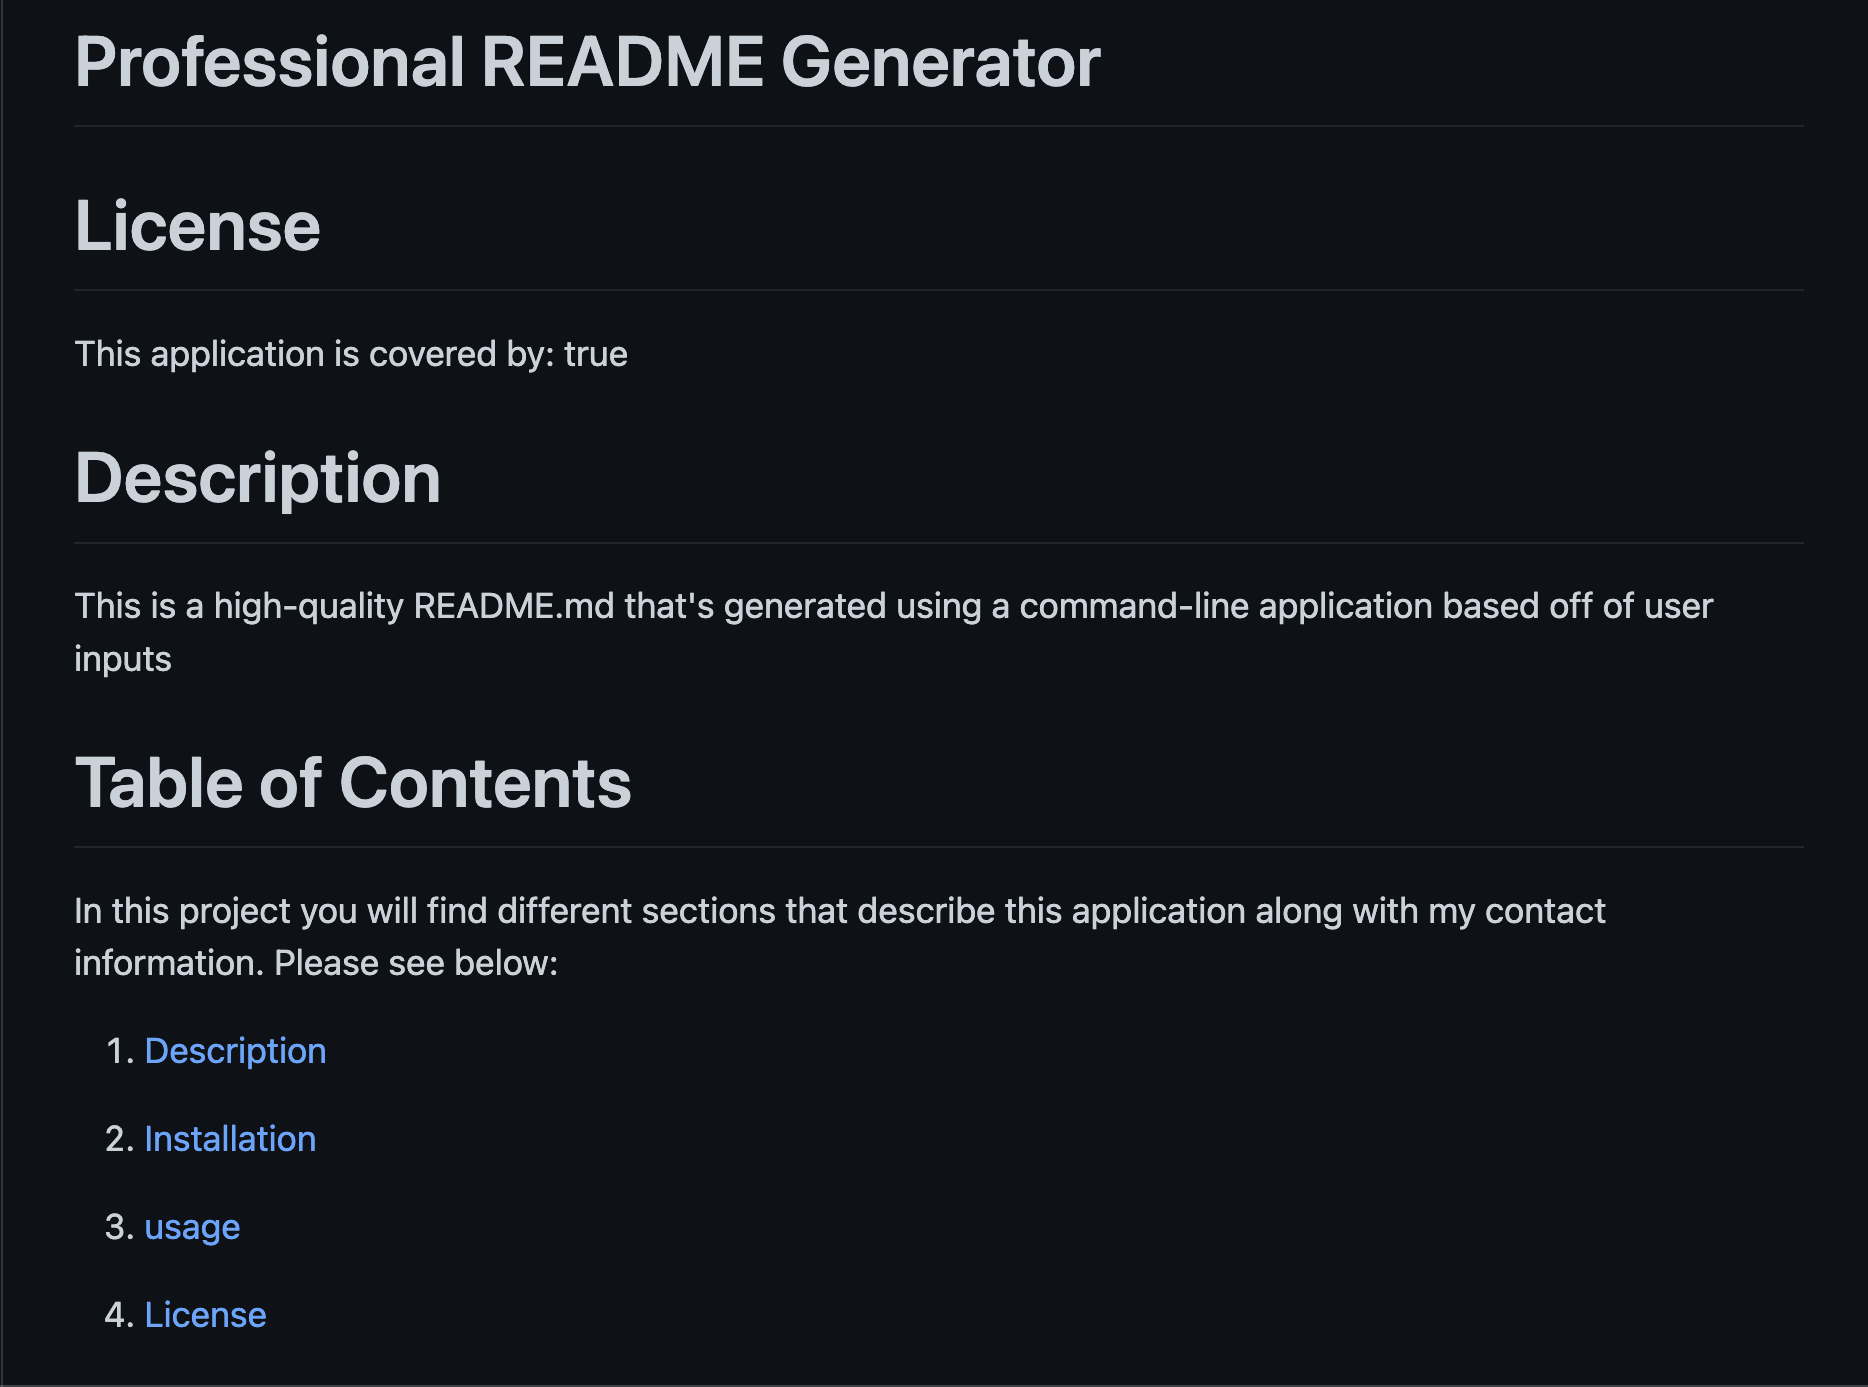 Professional README Generator
License
This application is covered by: true
Description
This is a high-quality README.md that's generated using a command-line application based off of user
inputs
Table of Contents
In this project you will find different sections that describe this application along with my contact
information. Please see below:
1. Description
2. Installation
3. usage
4. License